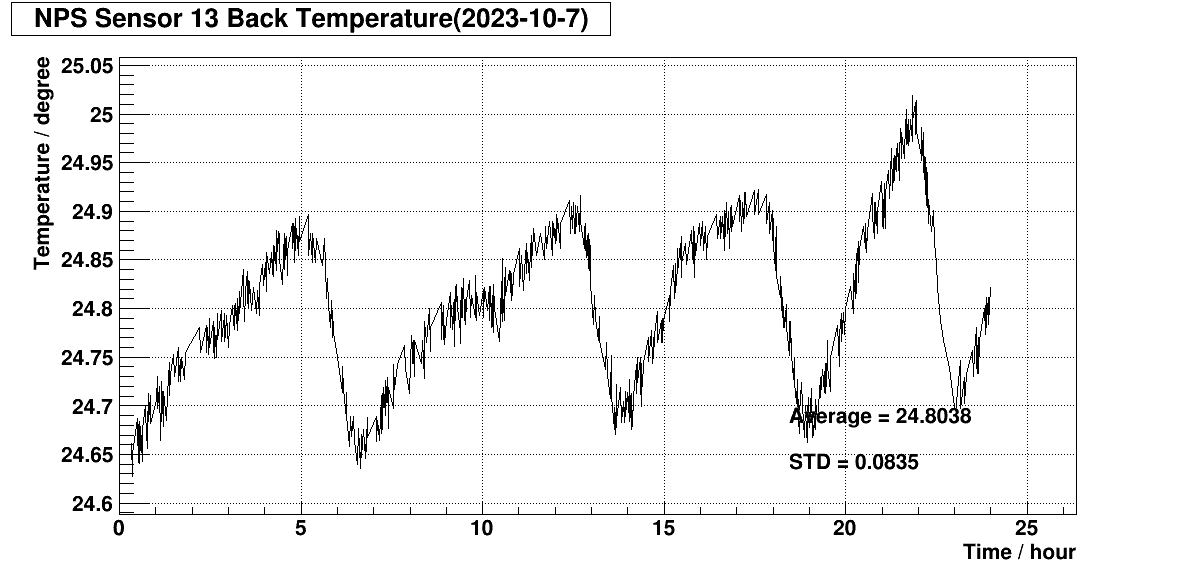 NPS Sensor 13 Back Temperature(2023-10-7)
Temperature / degree
25.05
25
24.95
24.9
24.85
24.8
24.75
24.7
24.65
24.6
Average = 24.8038
STD = 0.0835
0 5 10 15 20 25
Time / hour